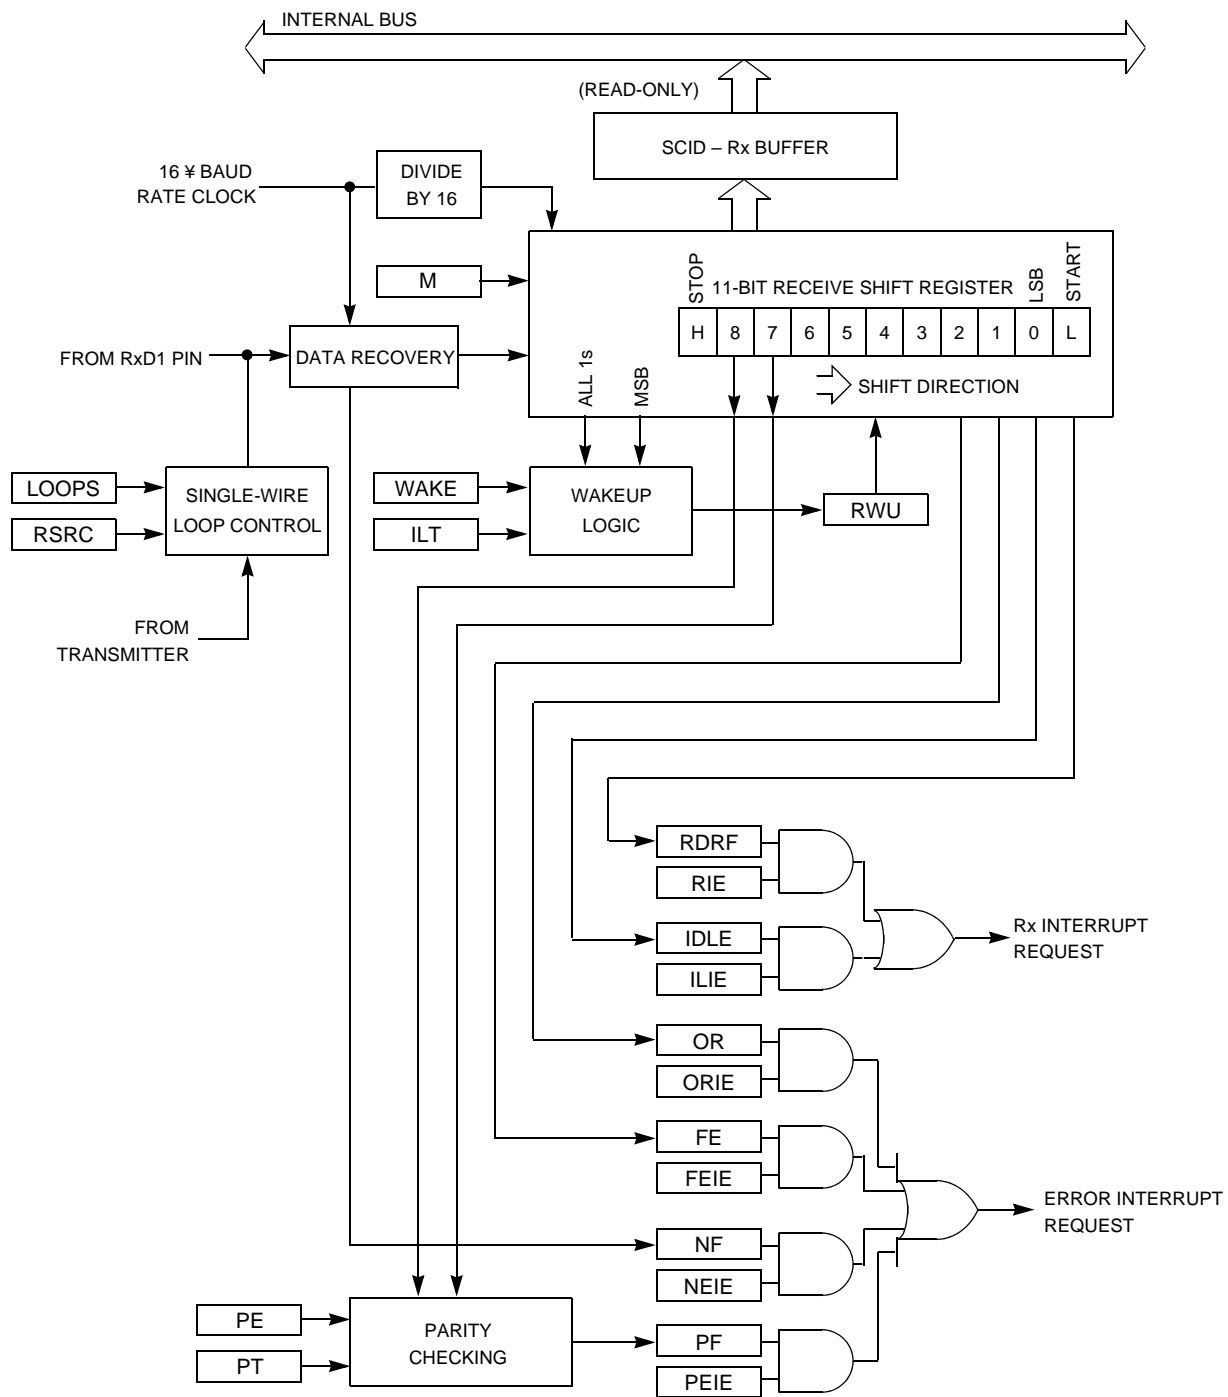 INTERNAL BUS
(READ-ONLY)
SCID – Rx BUFFER
16 ¥ BAUD
RATE CLOCK
DIVIDE
BY 16
M
STOP
11-BIT RECEIVE SHIFT REGISTER
LSB
START
H 8 7 6 5 4 3 2 1 0 L
FROM RxD1 PIN
DATA RECOVERY
ALL 1s
MSB
SHIFT DIRECTION
LOOPS
RSRC
SINGLE-WIRE
LOOP CONTROL
WAKE
ILT
WAKEUP
LOGIC
RWU
FROM
TRANSMITTER
RDRF
RIE
IDLE
ILIE
Rx INTERRUPT
REQUEST
OR
ORIE
FE
FEIE
ERROR INTERRUPT
REQUEST
NF
NEIE
PE
PT
PARITY
CHECKING
PF
PEIE